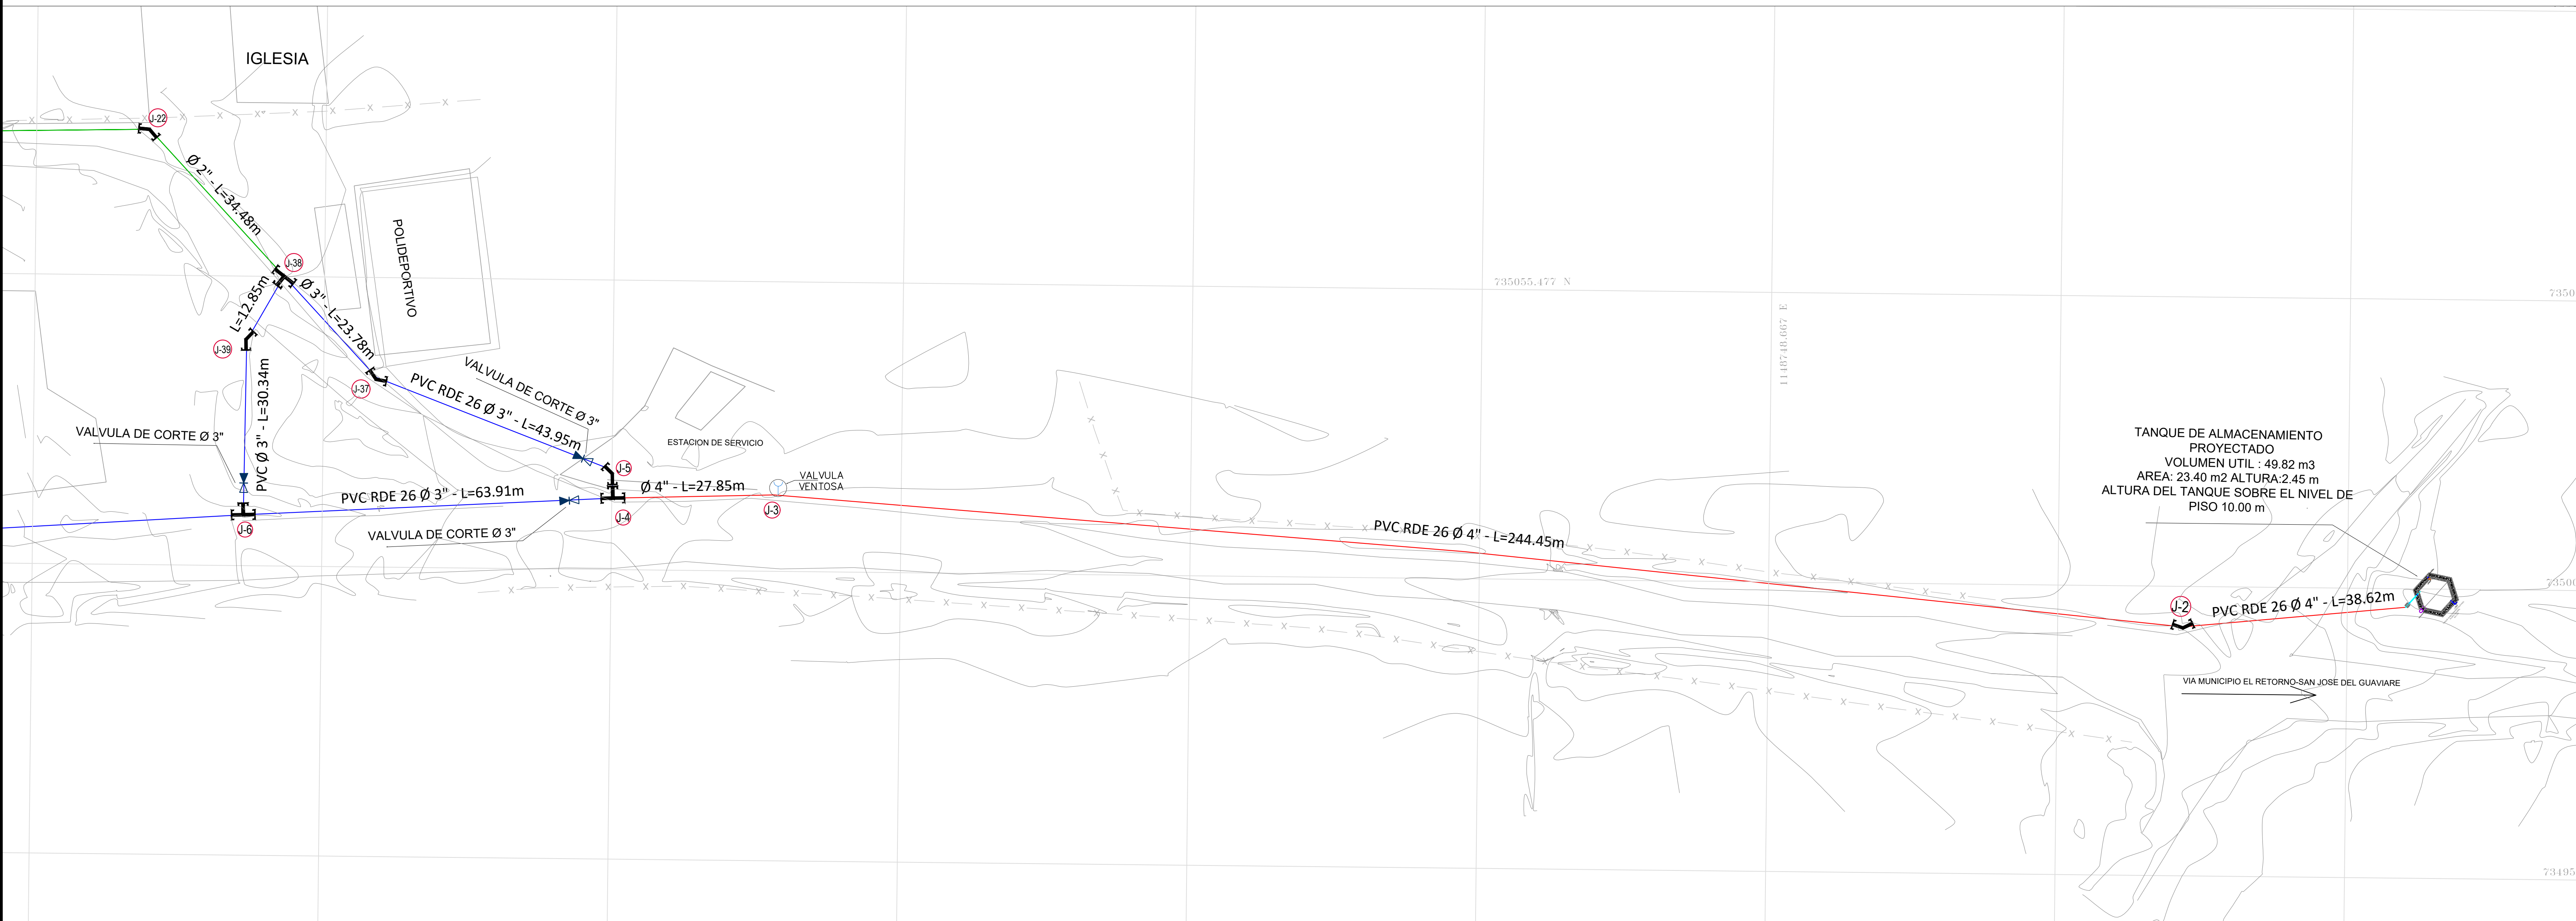 IGLESIA
J-22
Ø 2" - L=34.48m
J-38
L=12.85m
Ø 3" - L=23.78m
POLIDEPORTIVO
J-39
J-37
PVC Ø 3" - L=30.34m
VALVULA DE CORTE Ø 3"
PVC RDE 26 Ø 3" - L=43.95m
VALVULA DE CORTE Ø 3"
ESTACION DE SERVICIO
J-5
VALVULA
VENTOSA
PVC RDE 26 Ø 3" - L=63.91m
Ø 4" - L=27.85m
J-4
J-3
J-6
VALVULA DE CORTE Ø 3"
735055.477 N
1148748.667 E
7350
PVC RDE 26 Ø 4" - L=244.45m
TANQUE DE ALMACENAMIENTO
PROYECTADO
VOLUMEN UTIL : 49.82 m3
AREA: 23.40 m2 ALTURA:2.45 m
ALTURA DEL TANQUE SOBRE EL NIVEL DE
PISO 10.00 m
73500
J-2
PVC RDE 26 Ø 4" - L=38.62m
VIA MUNICIPIO EL RETORNO-SAN JOSE DEL GUAVIARE
73495